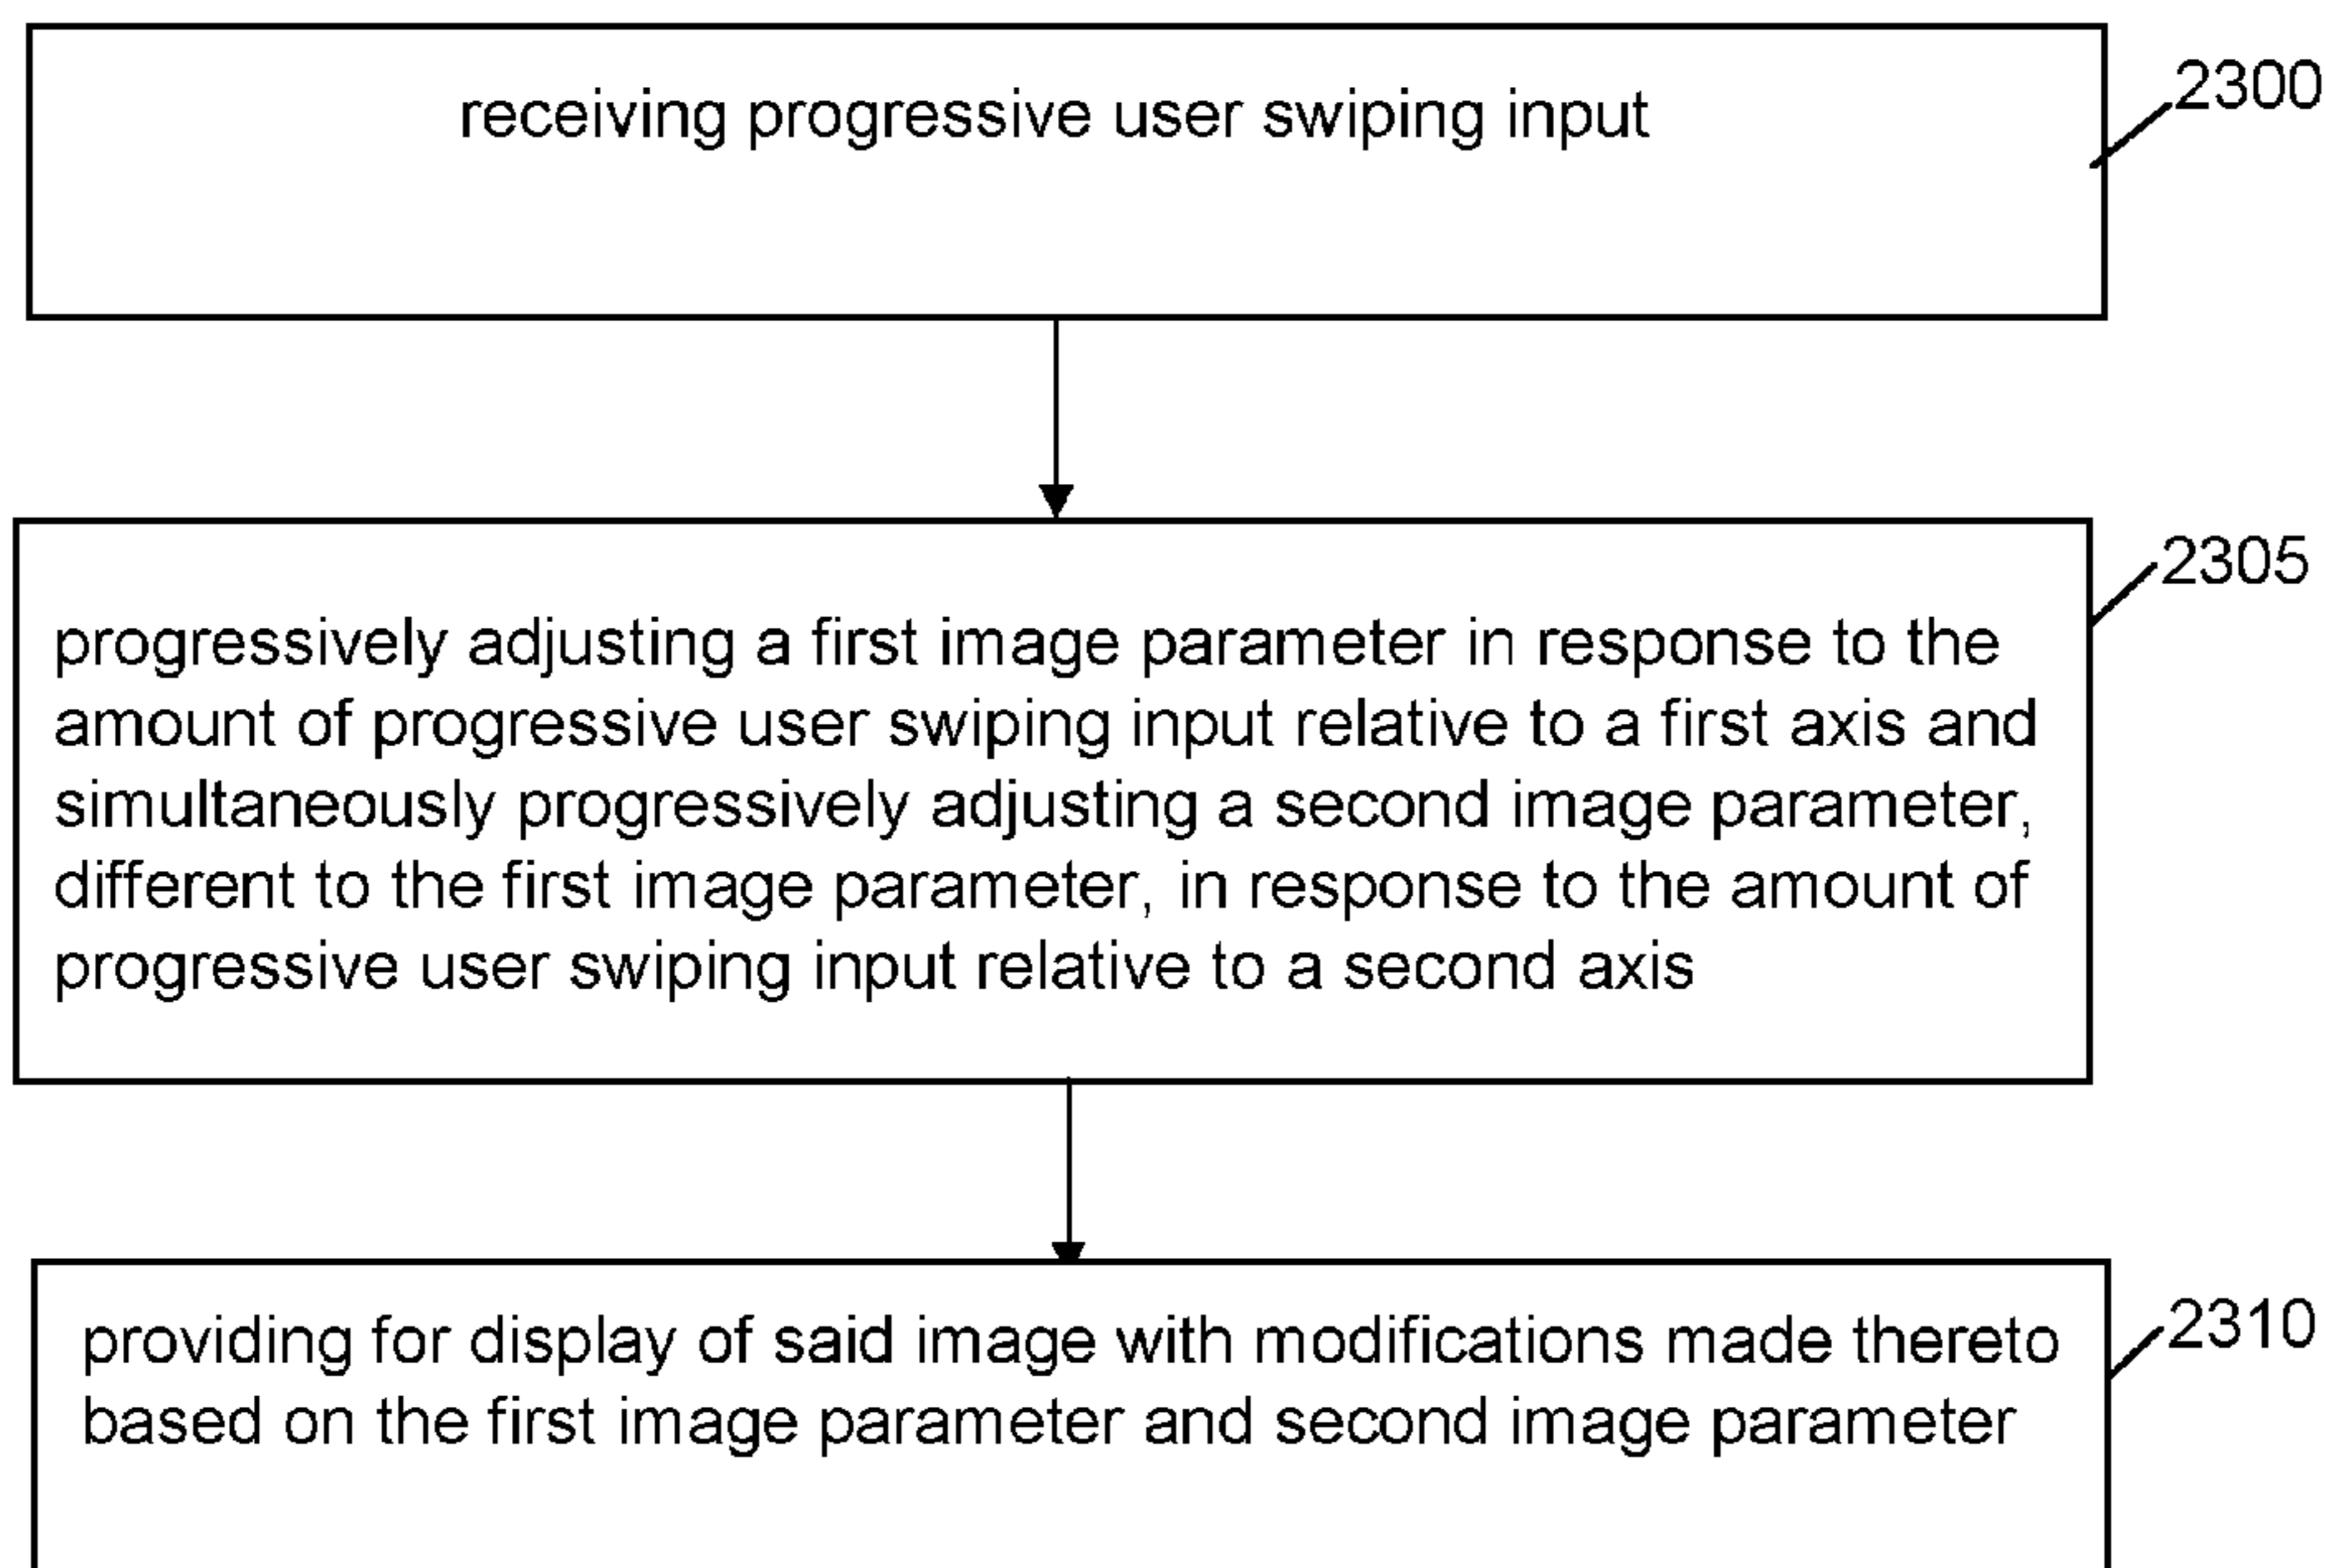 receiving progressive user swiping input
2300
2305
progressively adjusting a first image parameter in response to the
amount of progressive user swiping input relative to a first axis and
simultaneously progressively adjusting a second image parameter,
different to the first image parameter, in response to the amount of
progressive user swiping input relative to a second axis
2310
providing for display of said image with modifications made thereto
based on the first image parameter and second image parameter